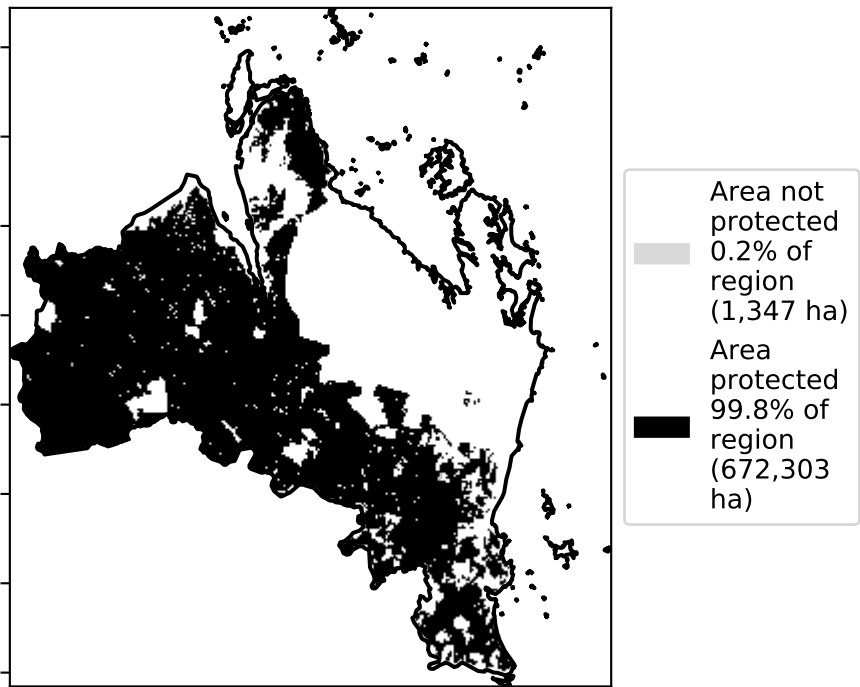 Area not
protected
0.2% of
region
(1,347 ha)
Area
protected
99.8% of
region
(672,303
ha)